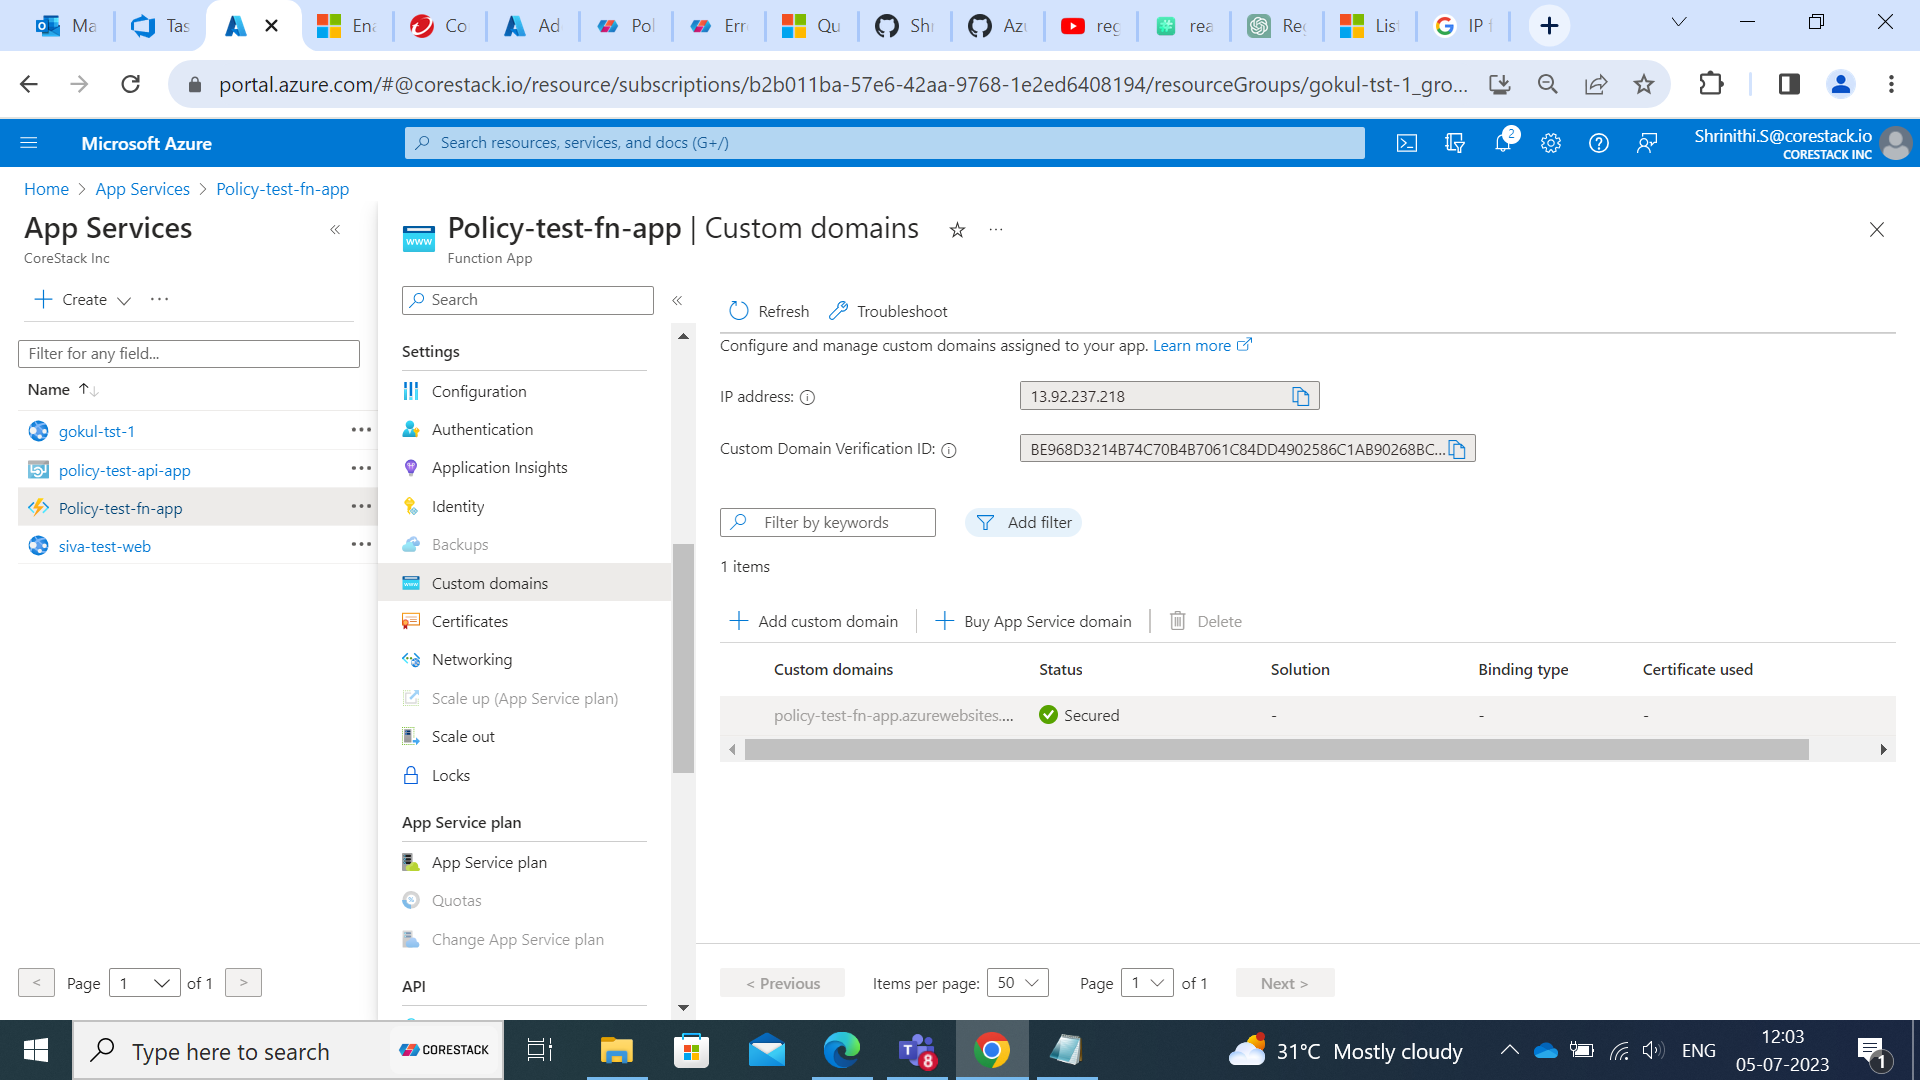 Ma
Tas
Ena
Co
Ad
Pol
Err
Qu
Shr
Azu
reg
rea
Reg
List
IP f
portal.azure.com/#@corestack.io/resource/subscriptions/b2b011ba-57e6-42aa-9768-1e2ed6408194/resourceGroups/gokul-tst-1_gro...
Microsoft Azure
Search resources, services, and docs (G+/)
2
Shrinithi.S@corestack.io
CORESTACK INC
Home > App Services > Policy-test-fn-app
App Services
CoreStack Inc
Create
Filter for any field...
Name
gokul-tst-1
policy-test-api-app
Policy-test-fn-app
siva-test-web
< Page 1 of 1 >
Policy-test-fn-app | Custom domains
Function App
Search
Settings
Configuration
Authentication
Application Insights
Identity
Backups
Custom domains
Certificates
Networking
Scale up (App Service plan)
Scale out
Locks
App Service plan
App Service plan
Quotas
Change App Service plan
API
Refresh Troubleshoot
Configure and manage custom domains assigned to your app. Learn more
IP address: 13.92.237.218
Custom Domain Verification ID: BE968D3214B74C70B4B7061C84DD4902586C1AB90268BC...
Filter by keywords Add filter
1 items
Add custom domain Buy App Service domain Delete
Custom domains Status Solution Binding type Certificate used
policy-test-fn-app.azurewebsites.... Secured - - -
< Previous Items per page: 50 Page 1 of 1 Next >
Type here to search
CORESTACK
8
31°C Mostly cloudy
ENG
12:03
05-07-2023
1